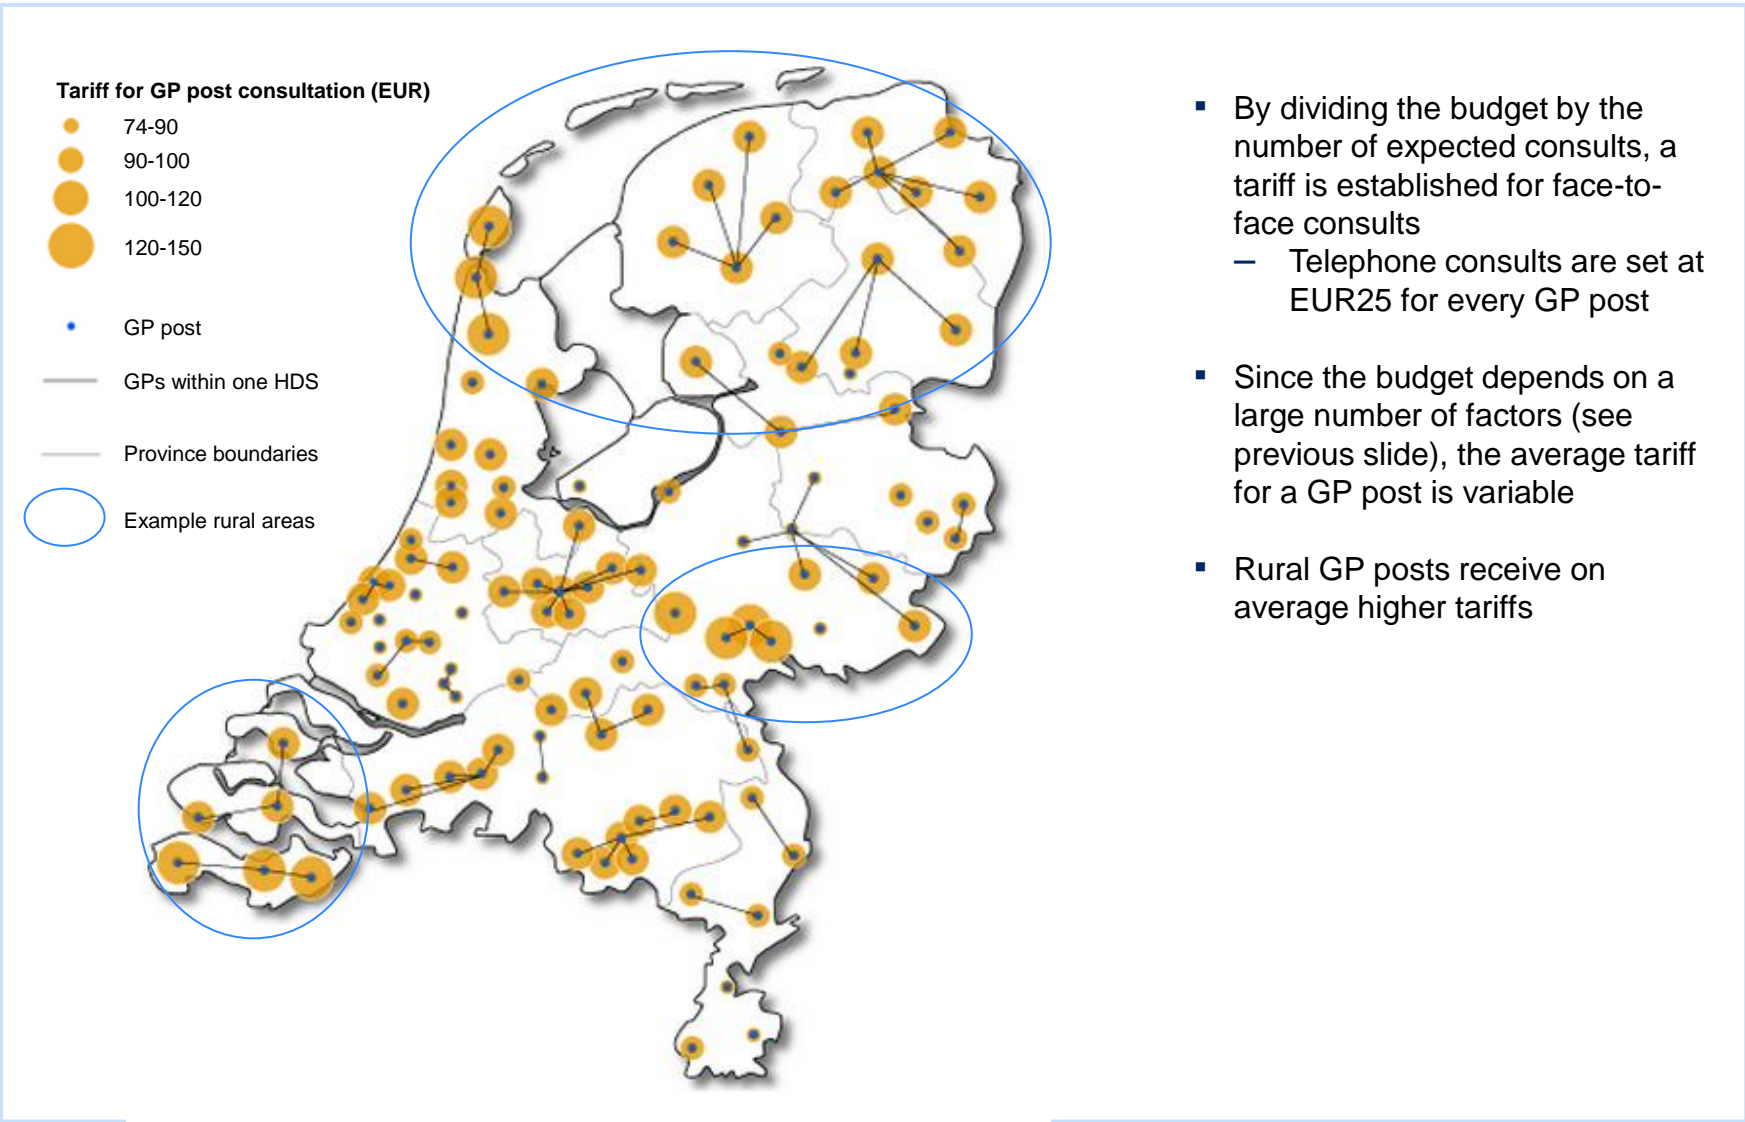 Tariff for GP post consultation (EUR)
74-90
90-100
100-120
120-150
GP post
GPs within one HDS
Province boundaries
Example rural areas
▪ By dividing the budget by the
number of expected consults, a
tariff is established for face-to-
face consults
– Telephone consults are set at
EUR25 for every GP post
▪ Since the budget depends on a
large number of factors (see
previous slide), the average tariff
for a GP post is variable
▪ Rural GP posts receive on
average higher tariffs